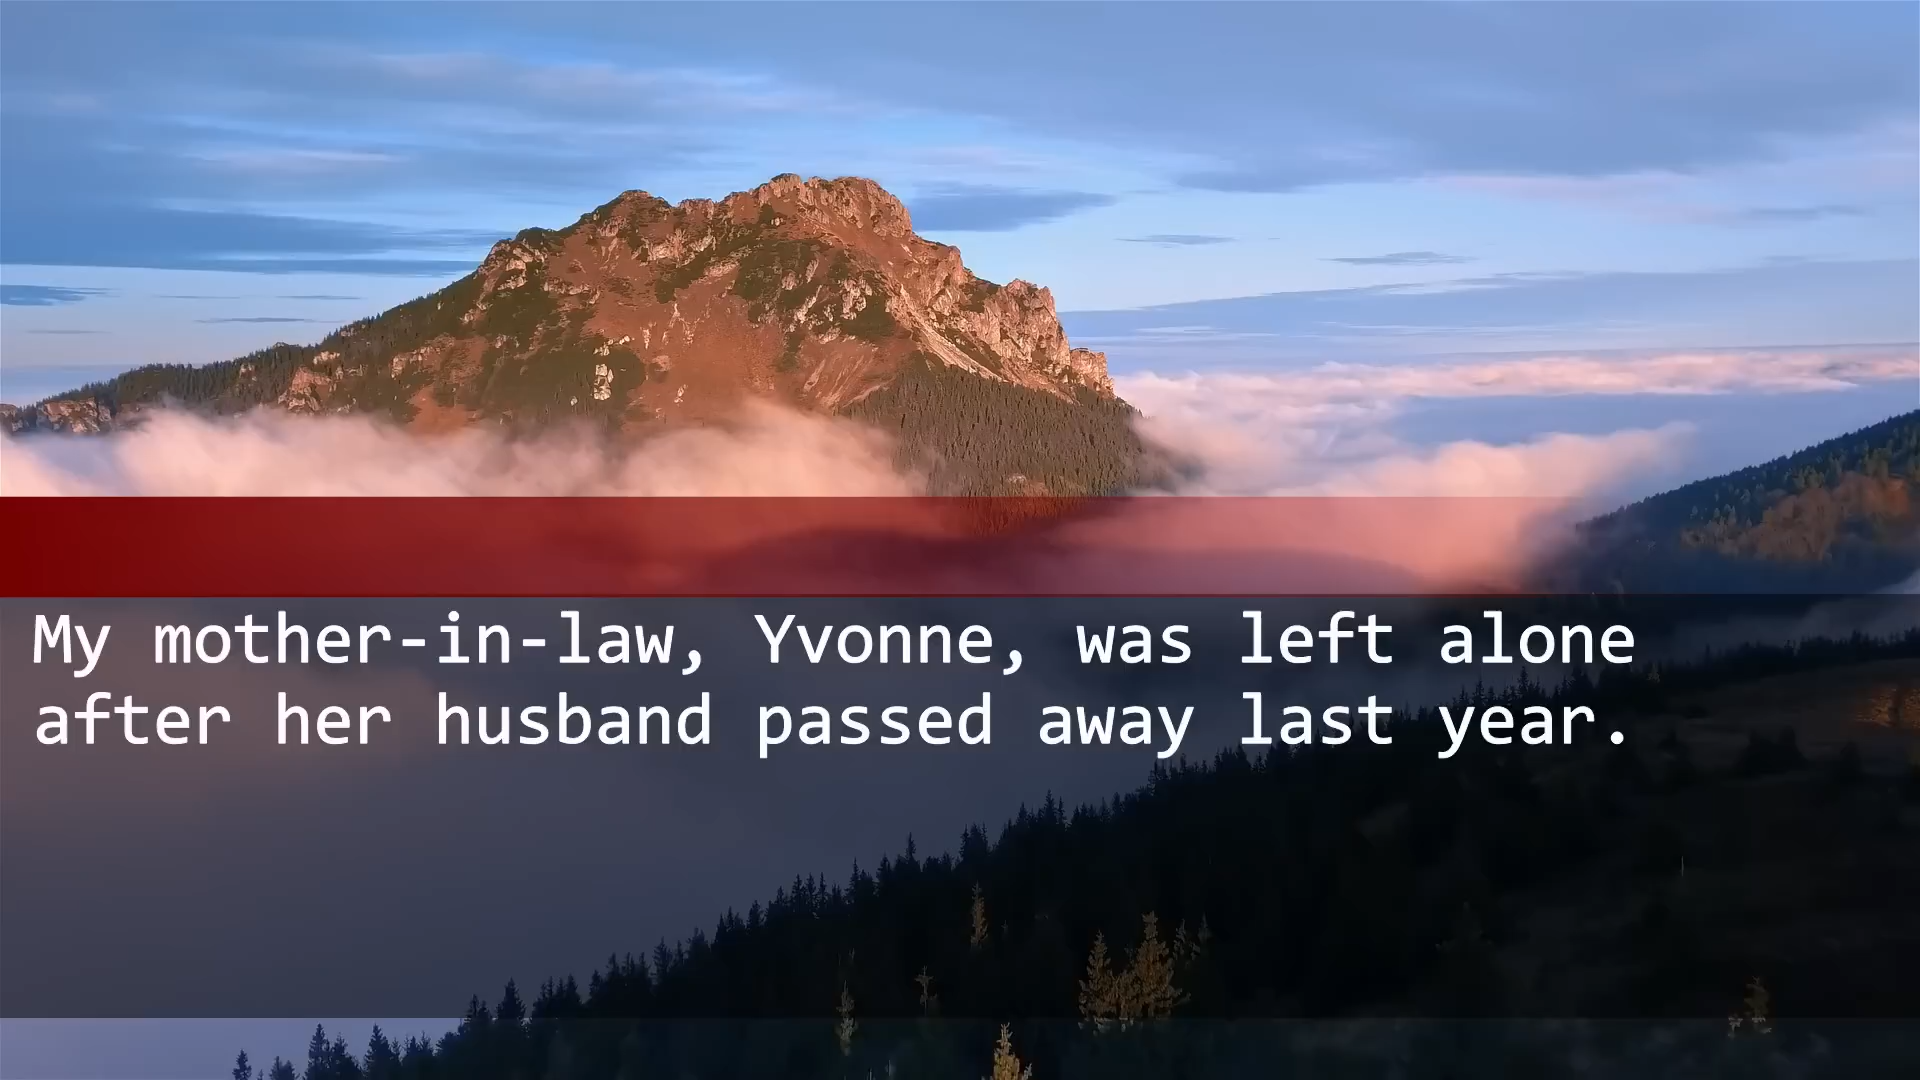 My mother-in-law, Yvonne, was left alone
after her husband passed away last year.